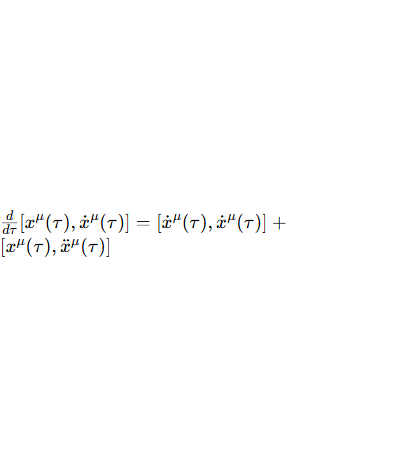 d/dτ [x^μ(τ), ẋ^μ(τ)] = [ẋ^μ(τ), ẋ^μ(τ)] +
[x^μ(τ), ẍ^μ(τ)]